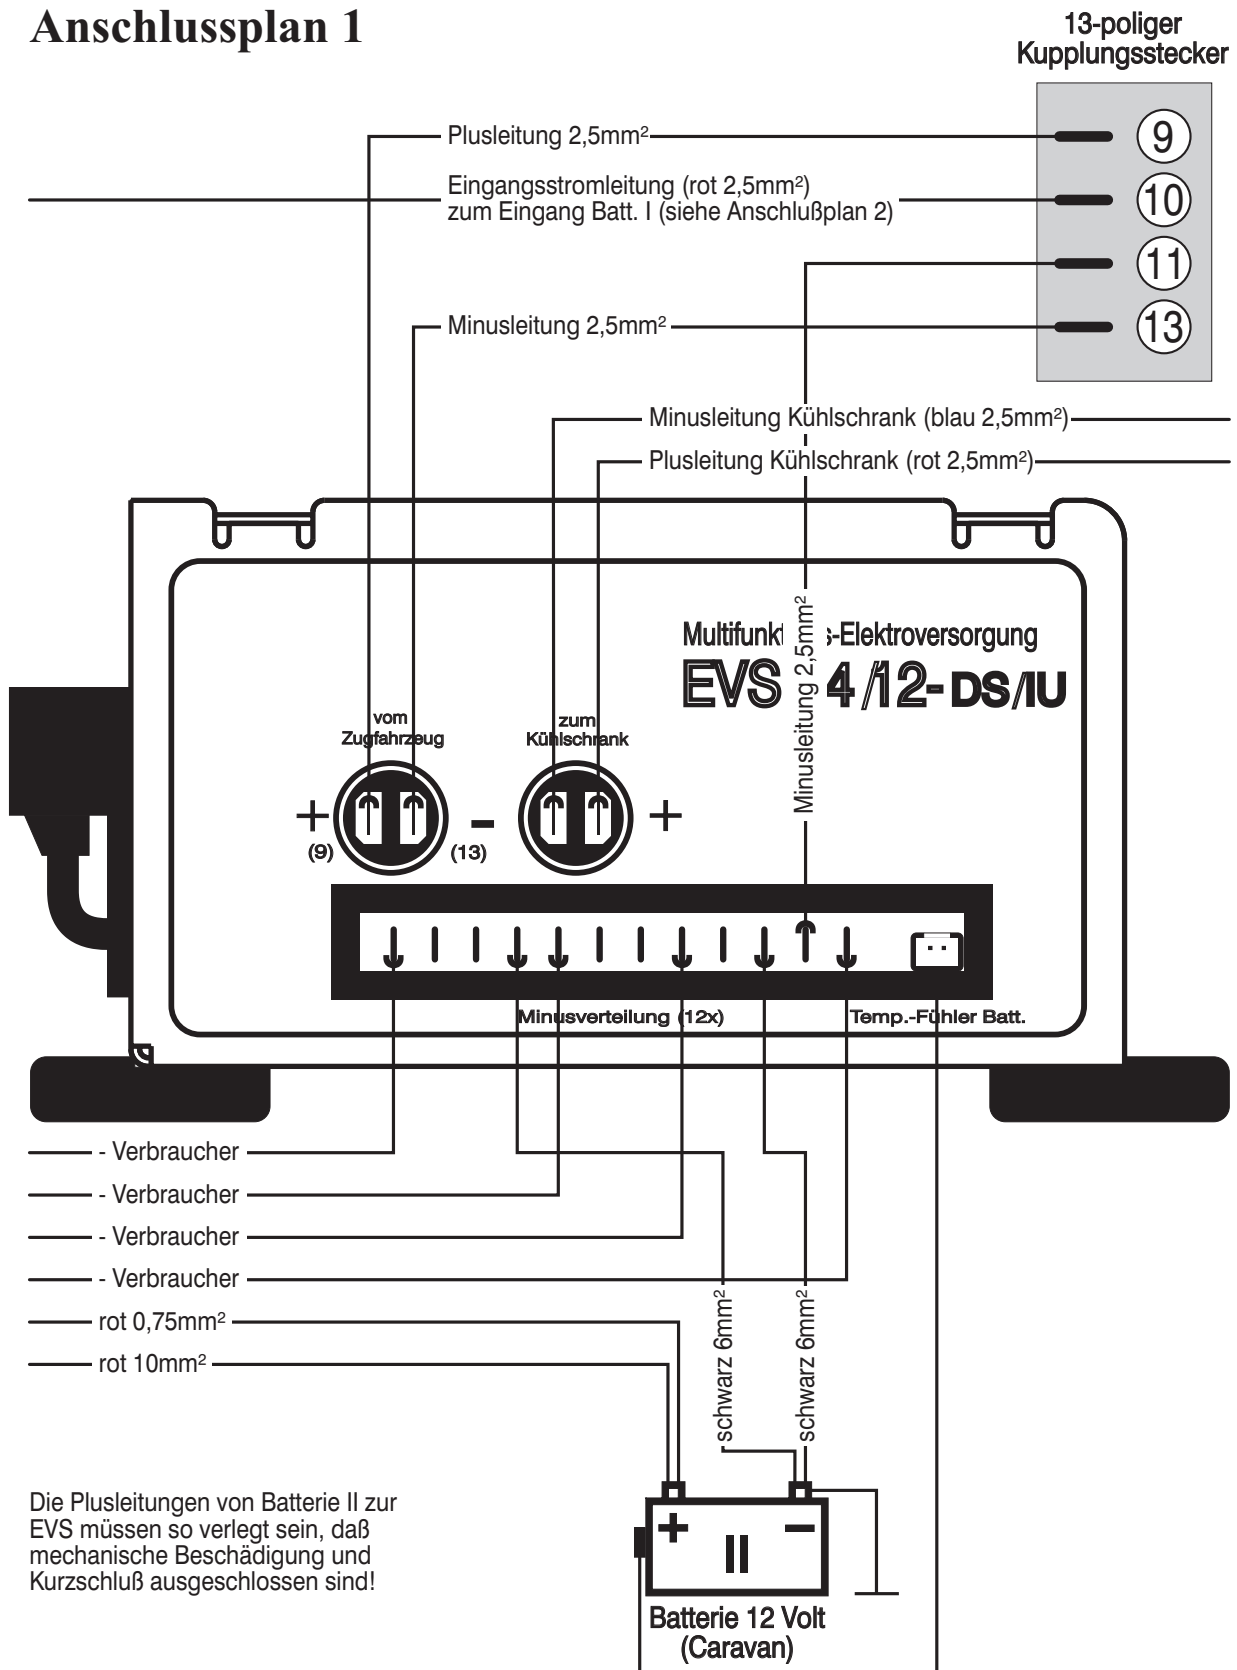 Anschlussplan 1
13-poliger
Kupplungsstecker
Plusleitung 2,5mm²
9
Eingangsstromleitung (rot 2,5mm²)
zum Eingang Batt. I (siehe Anschlußplan 2)
10
11
Minusleitung 2,5mm²
13
Minusleitung Kühlschrank (blau 2,5mm²)
Plusleitung Kühlschrank (rot 2,5mm²)
Minusleitung 2,5mm²
Multifunkt s-Elektroversorgung
EVS 4 /12- DS/IU
vom
Zugfahrzeug
zum
Kühlschrank
+ - +
(9) (13)
Minusverteilung (12x)
Temp.-Fühler Batt.
- Verbraucher
- Verbraucher
- Verbraucher
- Verbraucher
rot 0,75mm²
rot 10mm²
schwarz 6mm²
schwarz 6mm²
Die Plusleitungen von Batterie II zur
EVS müssen so verlegt sein, daß
mechanische Beschädigung und
Kurzschluß ausgeschlossen sind!
+ II −
Batterie 12 Volt
(Caravan)